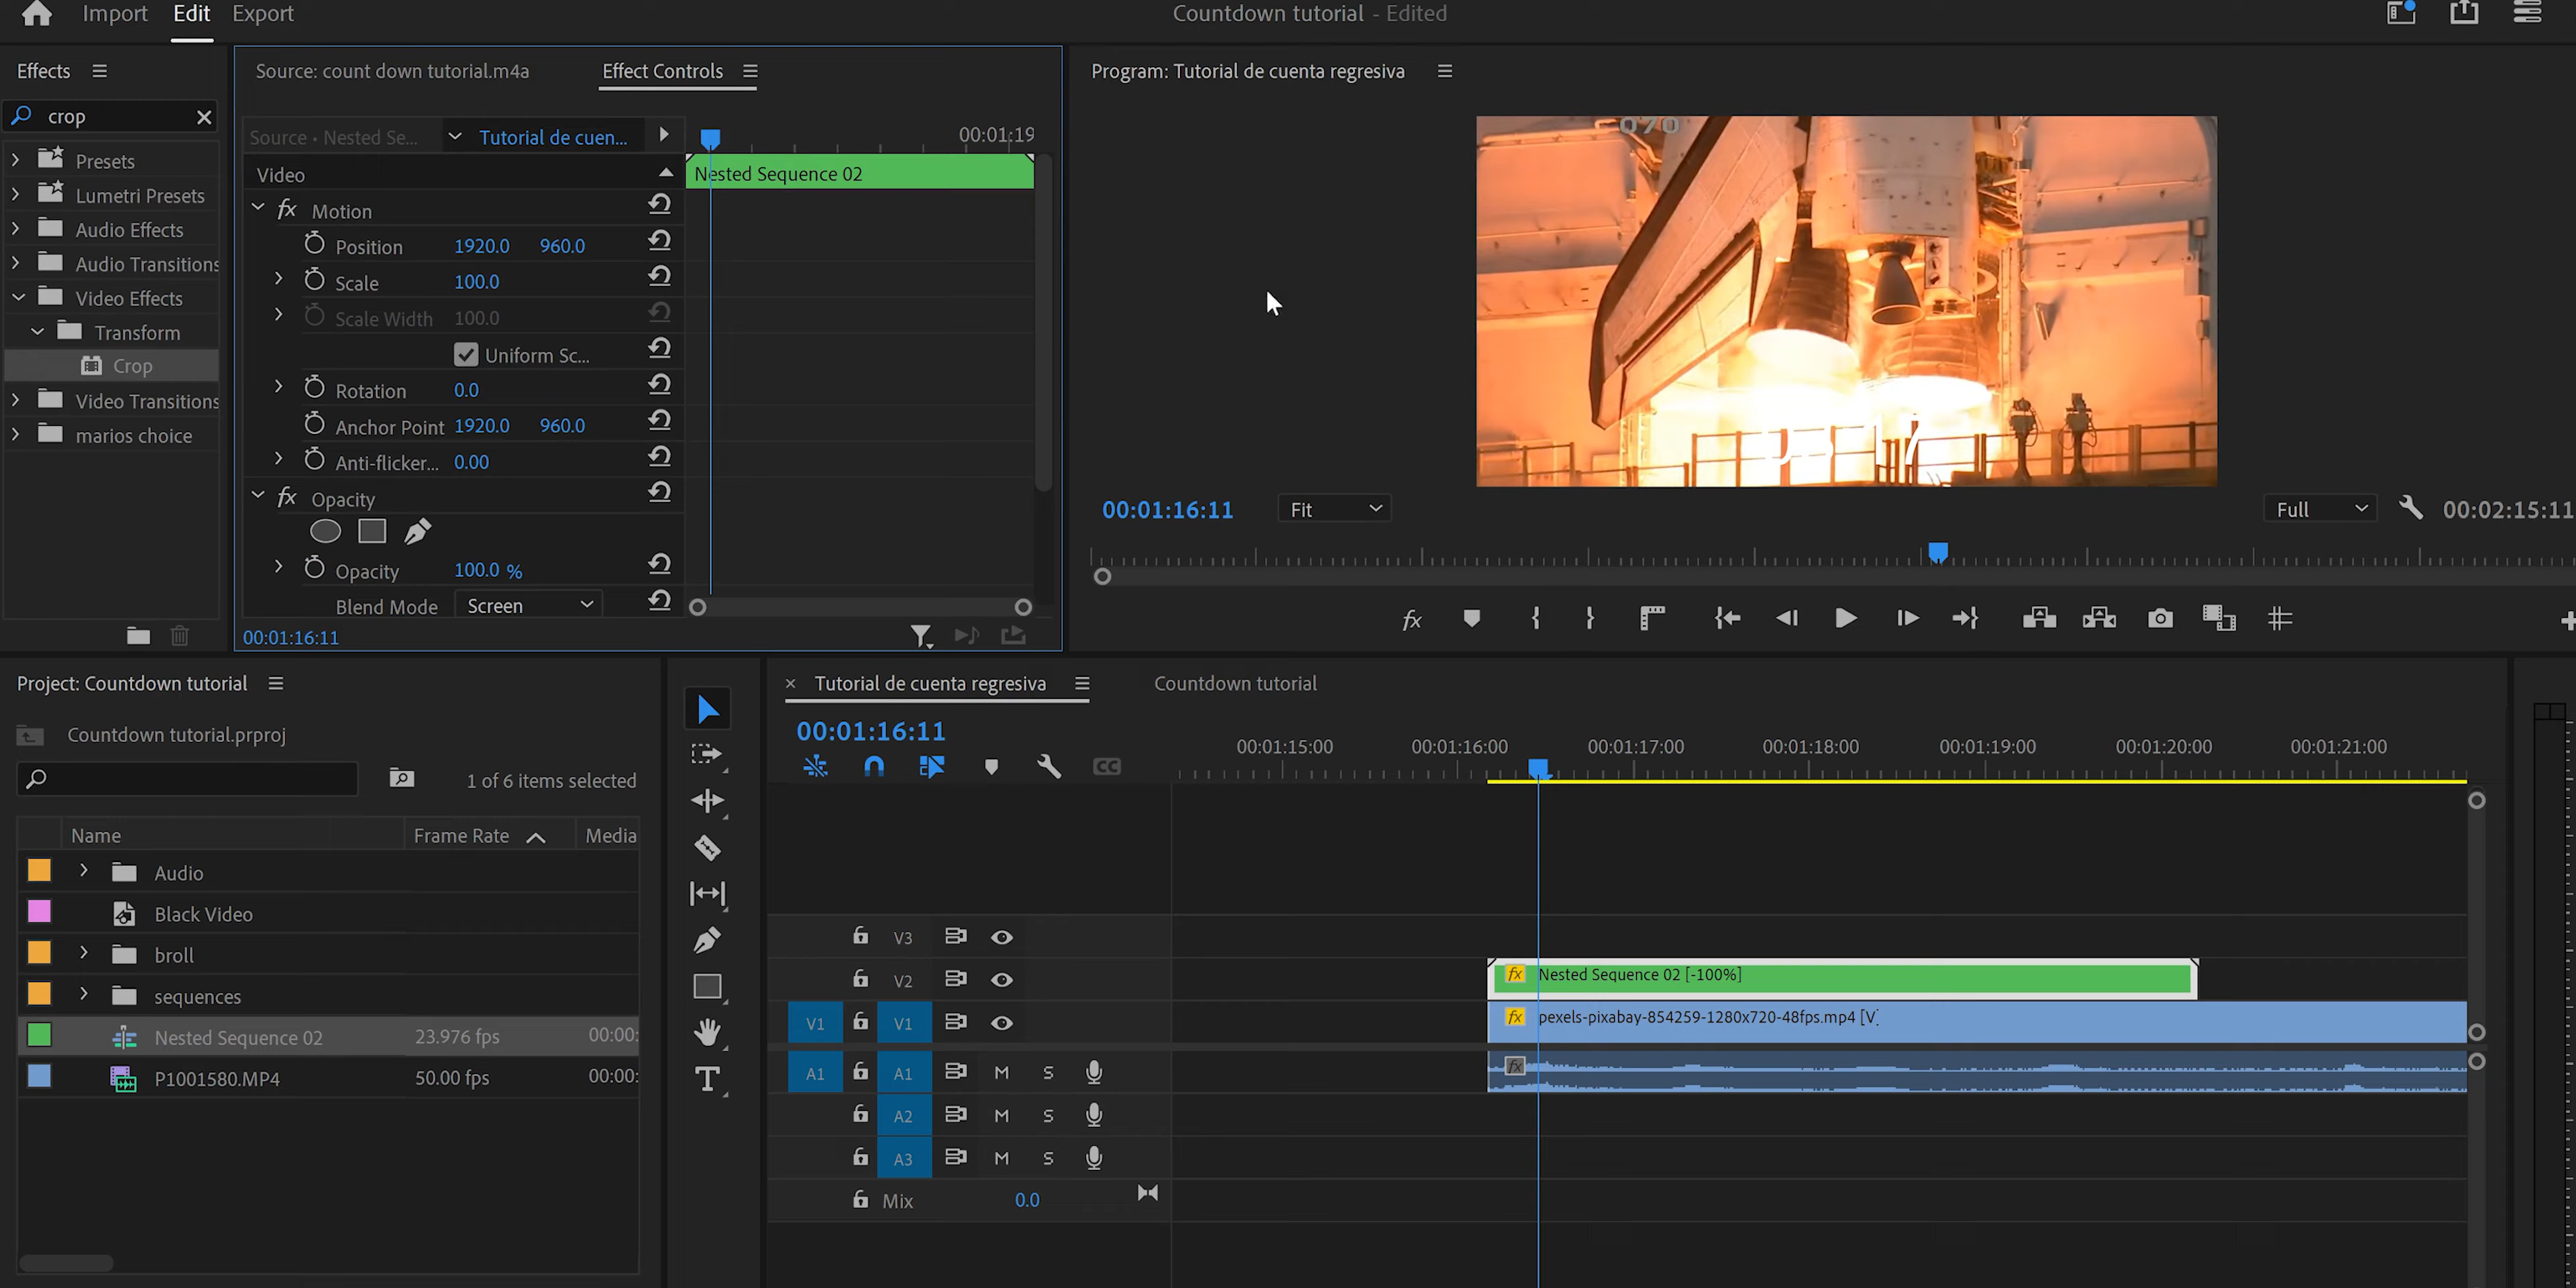 Import Edit Export Countdown tutorial - Edited
Effects
crop
Presets
Lumetri Presets
Audio Effects
Audio Transitions
Video Effects
Transform
Crop
Video Transitions
marios choice
Source: count down tutorial.m4a Effect Controls
Source • Nested Se... Tutorial de cuen... 00:01:19
Video Nested Sequence 02
fx Motion
Position 1920.0 960.0
Scale 100.0
Scale Width 100.0
Uniform Sc...
Rotation 0.0
Anchor Point 1920.0 960.0
Anti-flicker... 0.00
fx Opacity
Opacity 100.0 %
Blend Mode Screen
00:01:16:11
Program: Tutorial de cuenta regresiva
070
00:01:16:11 Fit Full 00:02:15:11
fx
Project: Countdown tutorial
Countdown tutorial.prproj
1 of 6 items selected
Name Frame Rate Media
Audio
Black Video
broll
sequences
Nested Sequence 02 23.976 fps 00:00:
P1001580.MP4 50.00 fps 00:00:
T
× Tutorial de cuenta regresiva Countdown tutorial
00:01:16:11
00:01:15:00 00:01:16:00 00:01:17:00 00:01:18:00 00:01:19:00 00:01:20:00 00:01:21:00
CC
V3
V2 fx Nested Sequence 02 [-100%]
V1 V1 fx pexels-pixabay-854259-1280x720-48fps.mp4 [V]
A1 A1 M S fx
A2 M S
A3 M S
Mix 0.0